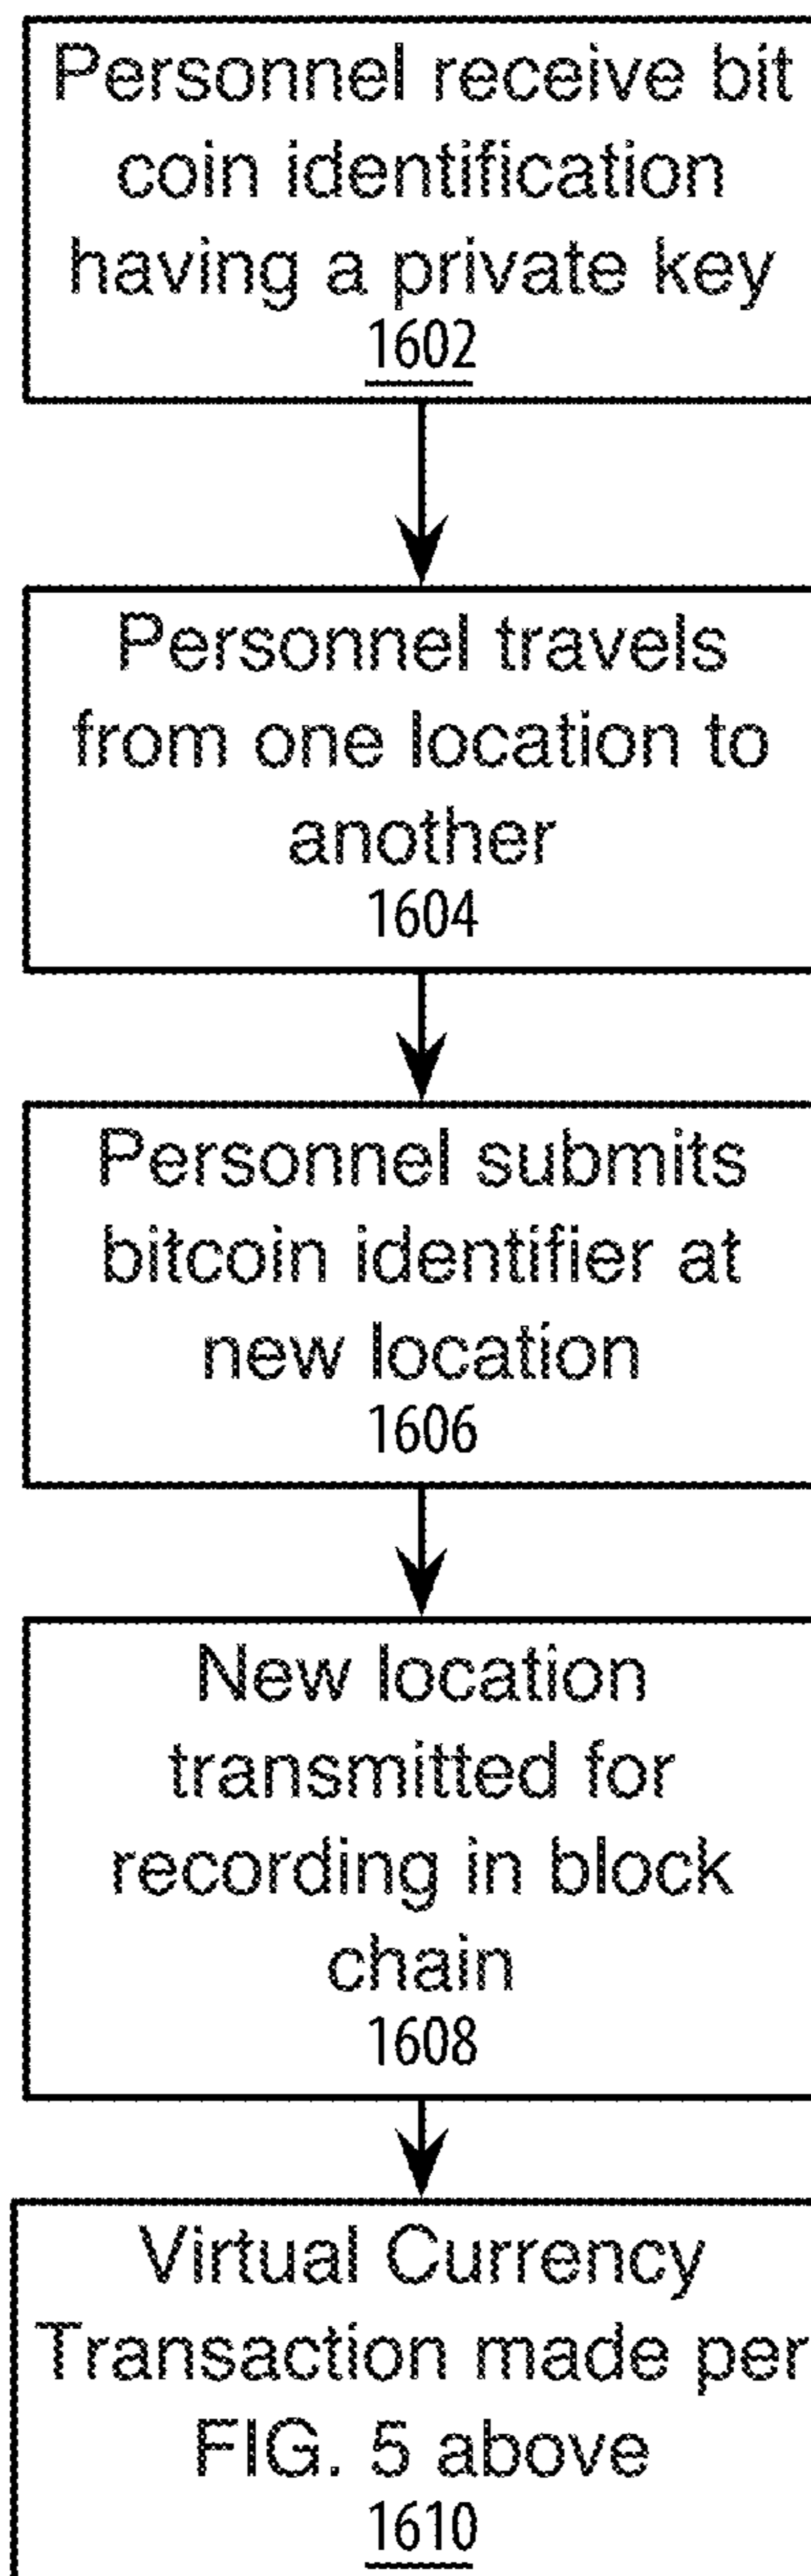 Personnel receive bit
coin identification
having a private key
1602
Personnel travels
from one location to
another
1604
Personnel submits
bitcoin identifier at
new location
1606
New location
transmitted for
recording in block
chain
1608
Virtual Currency
Transaction made per
FIG. 5 above
1610